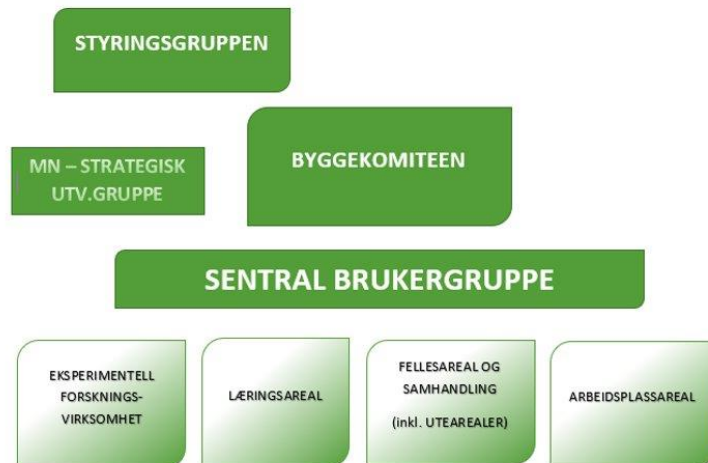 STYRINGSGRUPPEN
BYGGEKOMITEEN
MN – STRATEGISK
UTV.GRUPPE
SENTRAL BRUKERGRUPPE
EKSPERIMENTELL
FORSKNINGS-
VIRKSOMHET
LÆRINGSAREAL
FELLESAREAL OG
SAMHANDLING
(inkl. UTEAREALER)
ARBEIDSPLASSAREAL